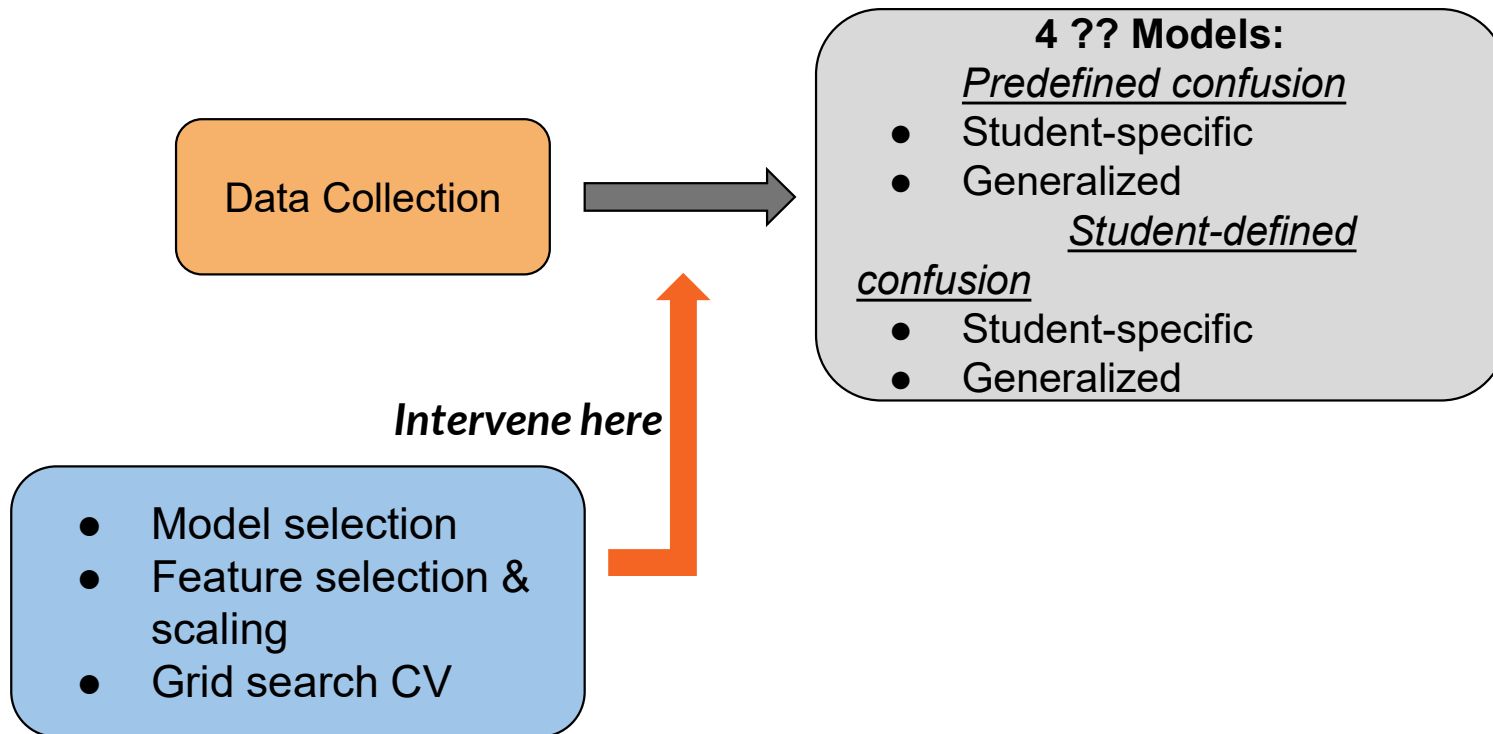 4 ?? Models:
Predefined confusion
● Student-specific
● Generalized
Student-defined
confusion
● Student-specific
● Generalized
Data Collection
Intervene here
● Model selection
● Feature selection &
scaling
● Grid search CV